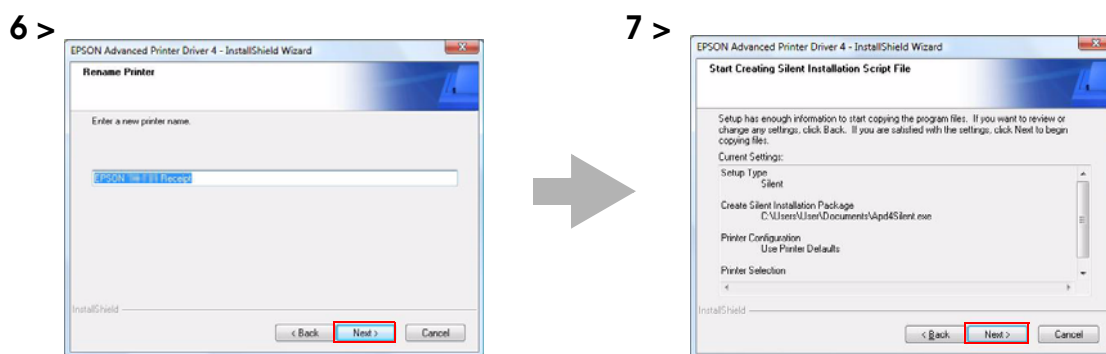 6 >
EPSON Advanced Printer Driver 4 - InstallShield Wizard
Rename Printer
Enter a new printer name.
EPSON Receipt
InstallShield
< Back Next > Cancel
7 >
EPSON Advanced Printer Driver 4 - InstallShield Wizard
Start Creating Silent Installation Script File
Setup has enough information to start copying the program files. If you want to review or
change any settings, click Back. If you are satisfied with the settings, click Next to begin
copying files.
Current Settings:
Setup Type
Silent
Create Silent Installation Package
C:\Users\User\Documents\Apd4Silent.exe
Printer Configuration
Use Printer Defaults
Printer Selection
InstallShield
< Back Next > Cancel